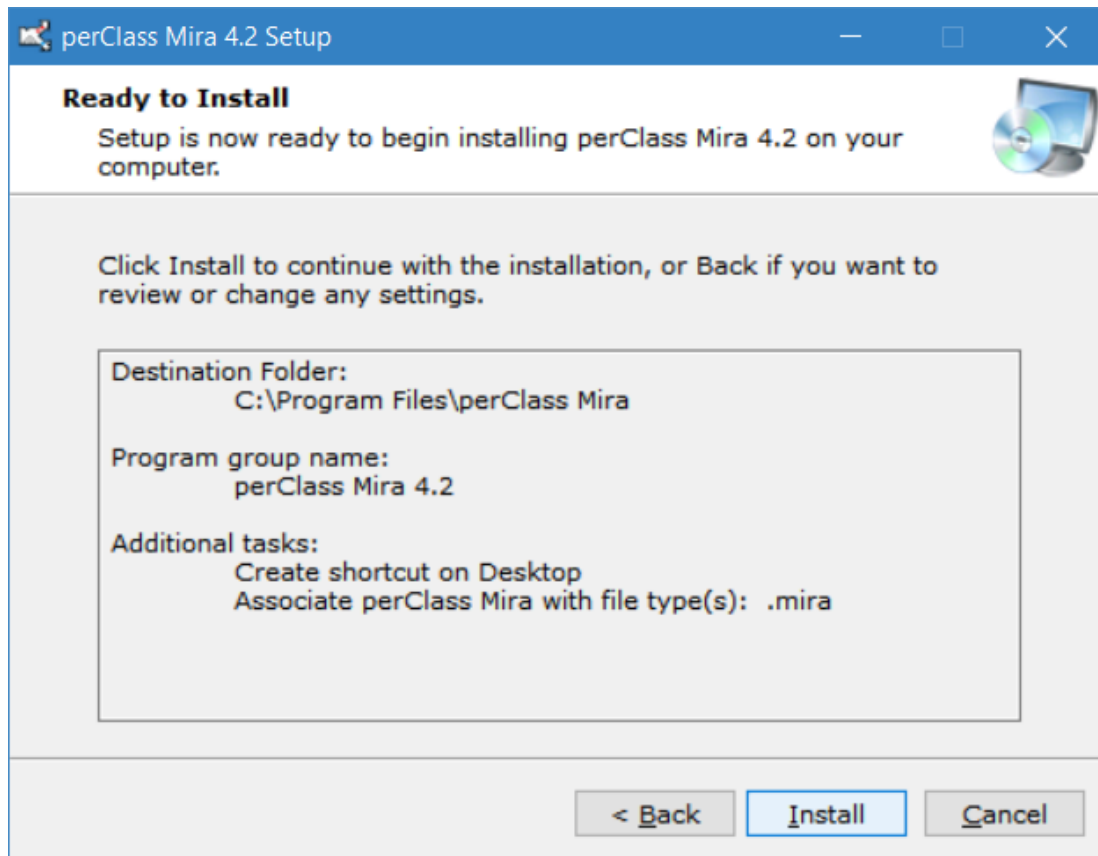 perClass Mira 4.2 Setup
Ready to Install
Setup is now ready to begin installing perClass Mira 4.2 on your
computer.
Click Install to continue with the installation, or Back if you want to
review or change any settings.
Destination Folder:
C:\Program Files\perClass Mira
Program group name:
perClass Mira 4.2
Additional tasks:
Create shortcut on Desktop
Associate perClass Mira with file type(s): .mira
< Back
Install
Cancel